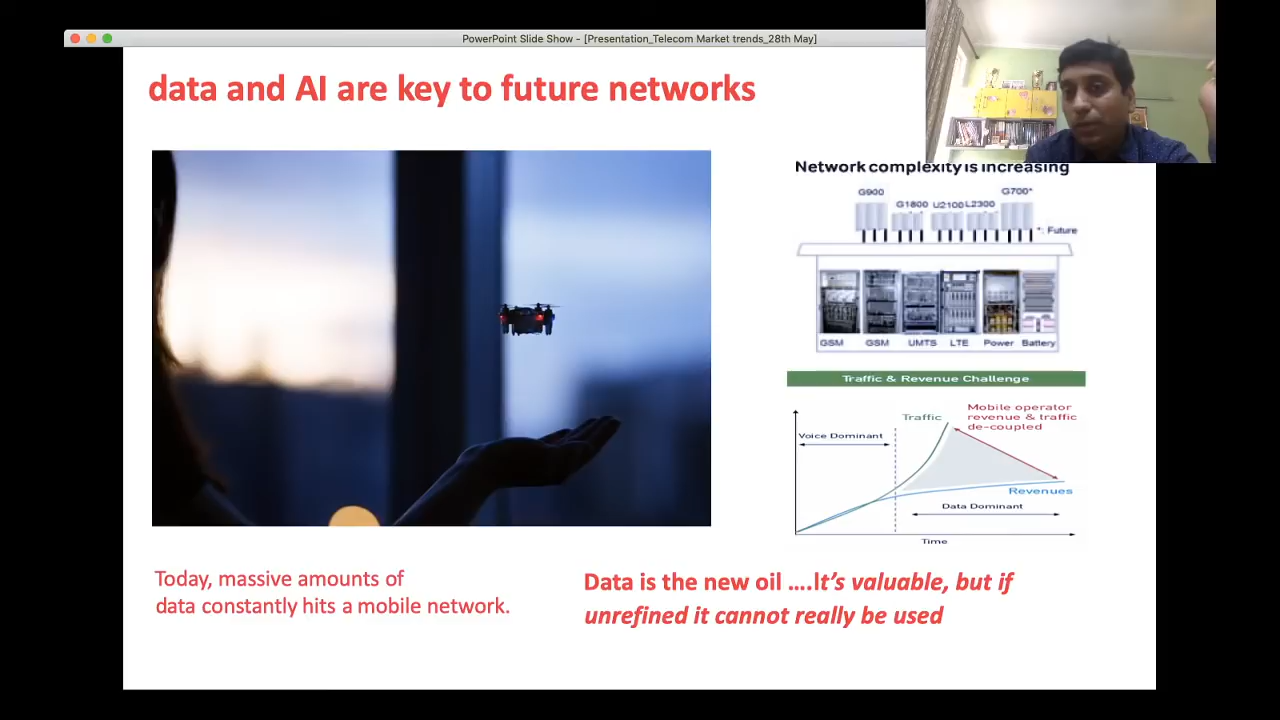 PowerPoint Slide Show - [Presentation_Telecom Market trends_28th May]
data and AI are key to future networks
Network complexity is increasing
G900
G1800
U2100
L2300
G700*
*: Future
GSM
GSM
UMTS
LTE
Power
Battery
Traffic & Revenue Challenge
Traffic
Mobile operator
revenue & traffic
de-coupled
Voice Dominant
Revenues
Data Dominant
Time
Today, massive amounts of
data constantly hits a mobile network.
Data is the new oil ....It’s valuable, but if
unrefined it cannot really be used